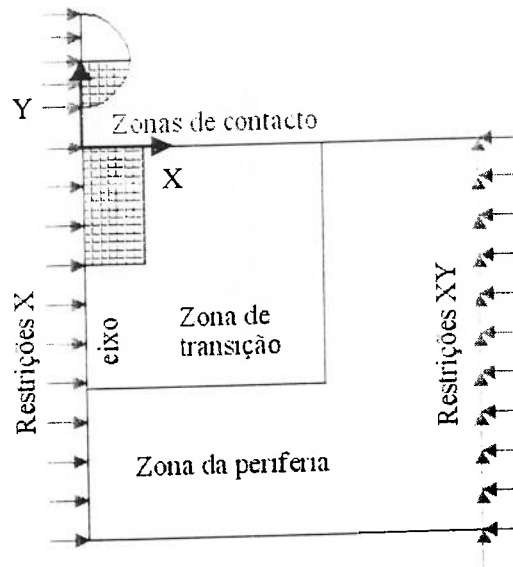 Y
Zonas de contacto
X
Restrições X
eixo
Zona de
transição
Restrições XY
Zona da periferia